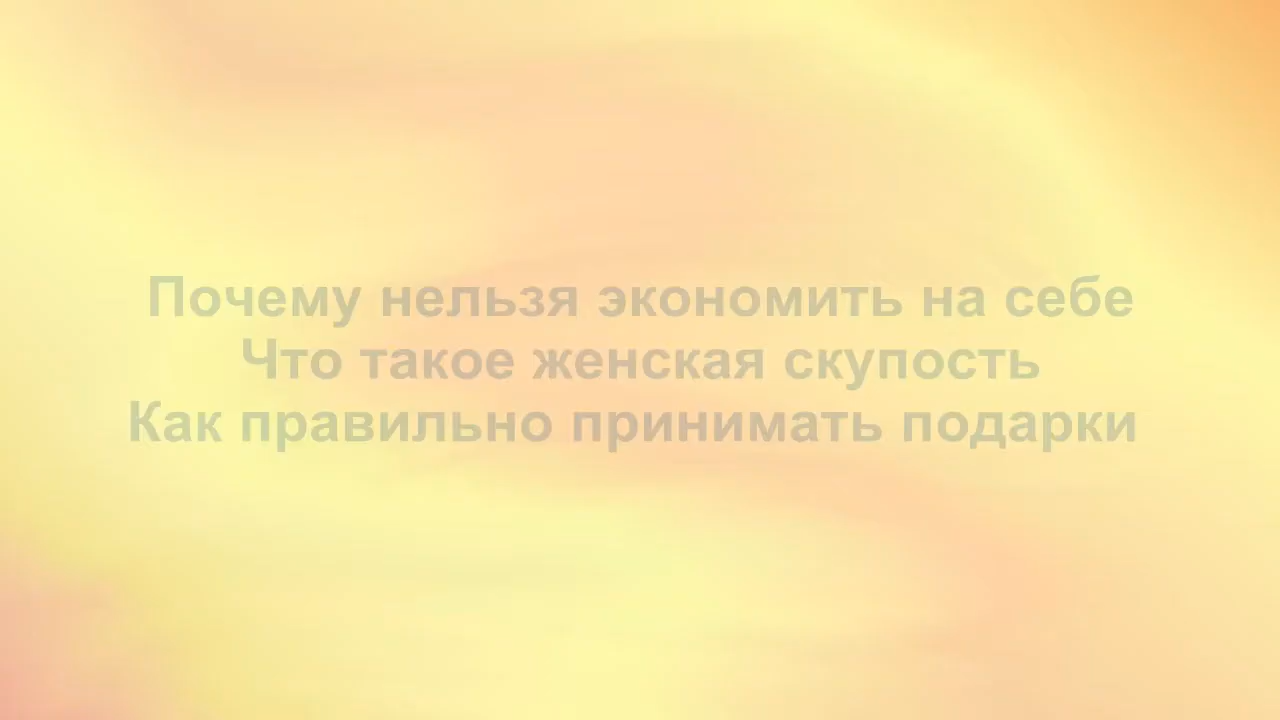 Почему нельзя экономить на себе
Что такое женская скупость
Как правильно принимать подарки